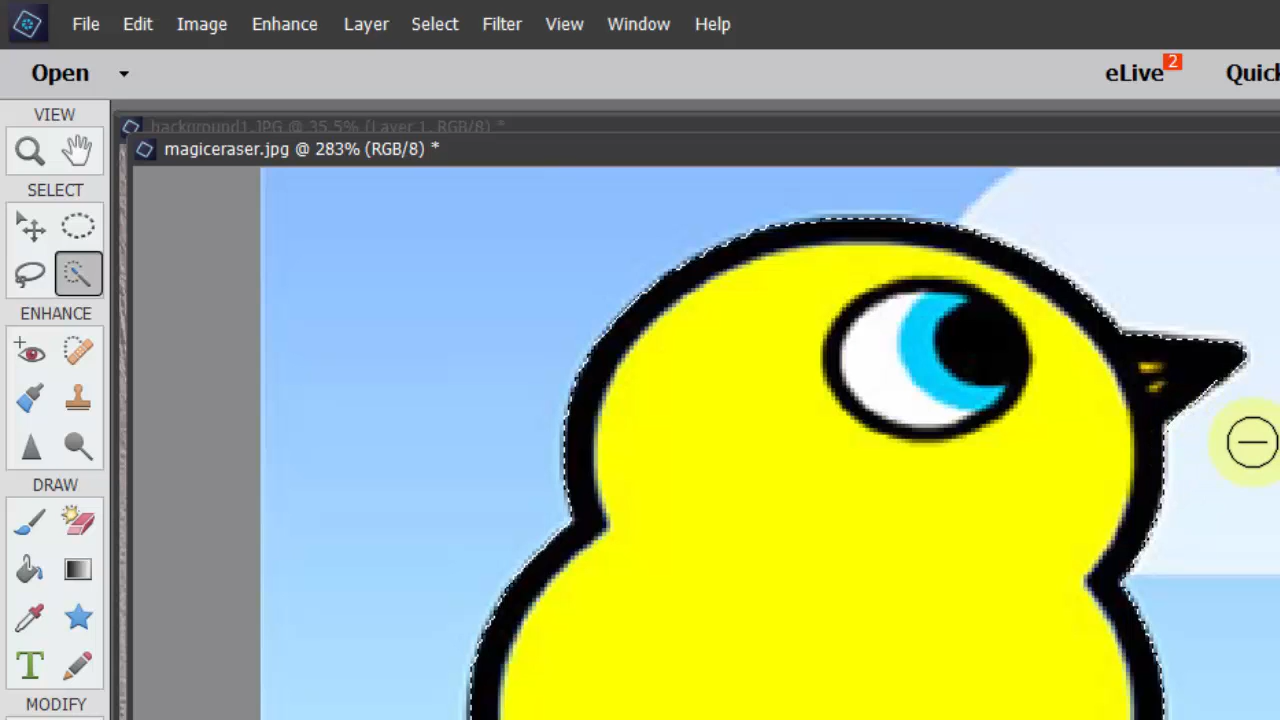 File Edit Image Enhance Layer Select Filter View Window Help
Open eLive 2 Quick
VIEW
background1.JPG @ 35.5% (Layer 1, RGB/8) *
magiceraser.jpg @ 283% (RGB/8) *
SELECT
ENHANCE
DRAW
T
MODIFY